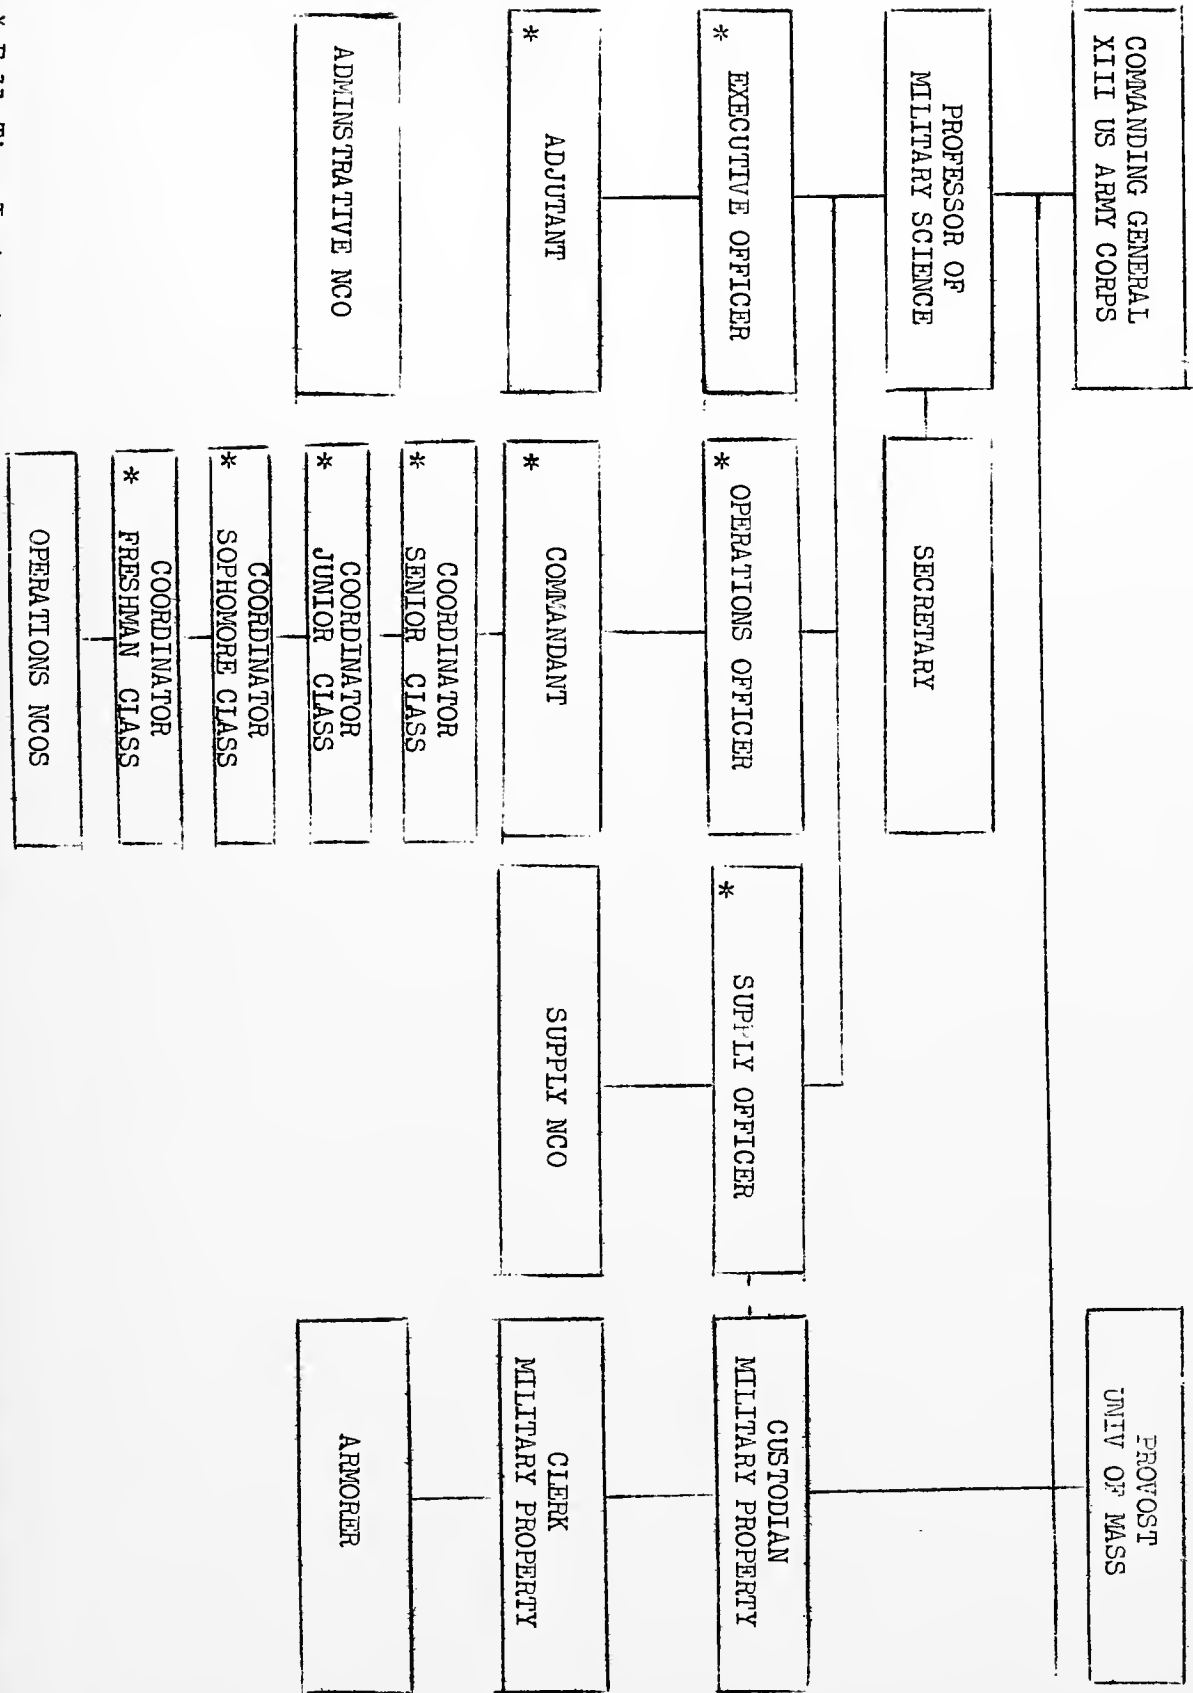 COMMANDING GENERAL
XIII US ARMY CORPS
PROVOST
UNIV OF MASS
PROFESSOR OF
MILITARY SCIENCE
SECRETARY
* EXECUTIVE OFFICER
* OPERATIONS OFFICER
* SUPPLY OFFICER
CUSTODIAN
MILITARY PROPERTY
* ADJUTANT
* COMMANDANT
SUPPLY NCO
CLERK
MILITARY PROPERTY
ADMINSTRATIVE NCO
COORDINATOR
* SENIOR CLASS
ARMORER
COORDINATOR
* JUNIOR CLASS
COORDINATOR
* SOPHOMORE CLASS
COORDINATOR
* FRESHMAN CLASS
OPERATIONS NCOS